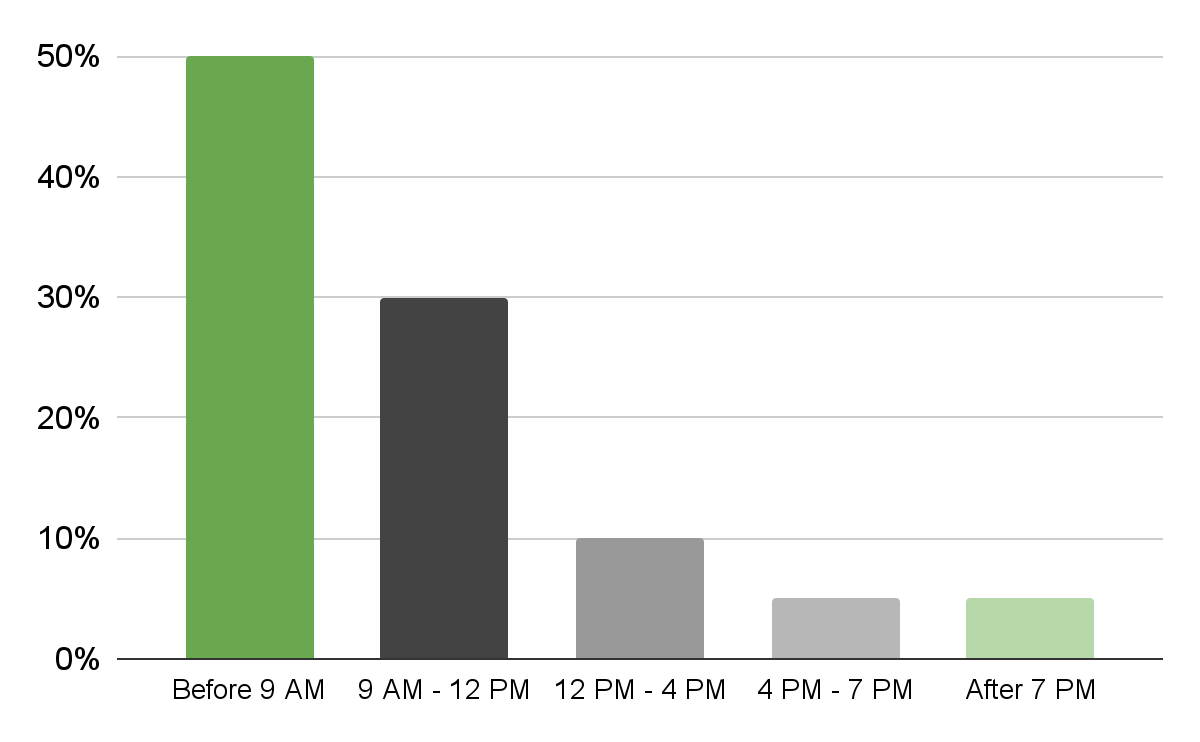 50%
40%
30%
20%
10%
0%
Before 9 AM
9 AM - 12 PM
12 PM - 4 PM
4 PM - 7 PM
After 7 PM